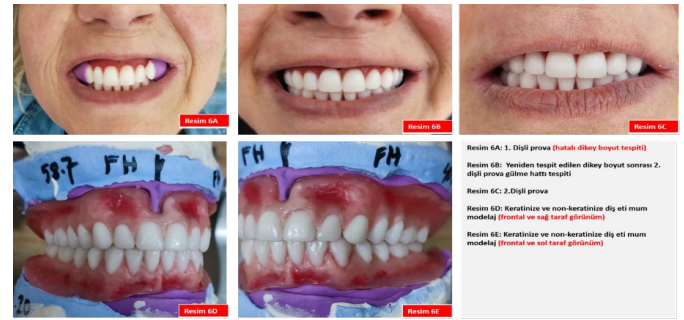 Resim 6A
Resim 6B
Resim 6C
58.7 FH
FH FH
Resim 6D
Resim 6E
-20
Resim 6A: 1. Dişli prova (hatalı dikey boyut tespiti)
Resim 6B: Yeniden tespit edilen dikey boyut sonrası 2.
dişli prova gülme hattı tespiti
Resim 6C: 2.Dişli prova
Resim 6D: Keratinize ve non-keratinize diş eti mum
modelaj (frontal ve sağ taraf görünüm)
Resim 6E: Keratinize ve non-keratinize diş eti mum
modelaj (frontal ve sol taraf görünüm)